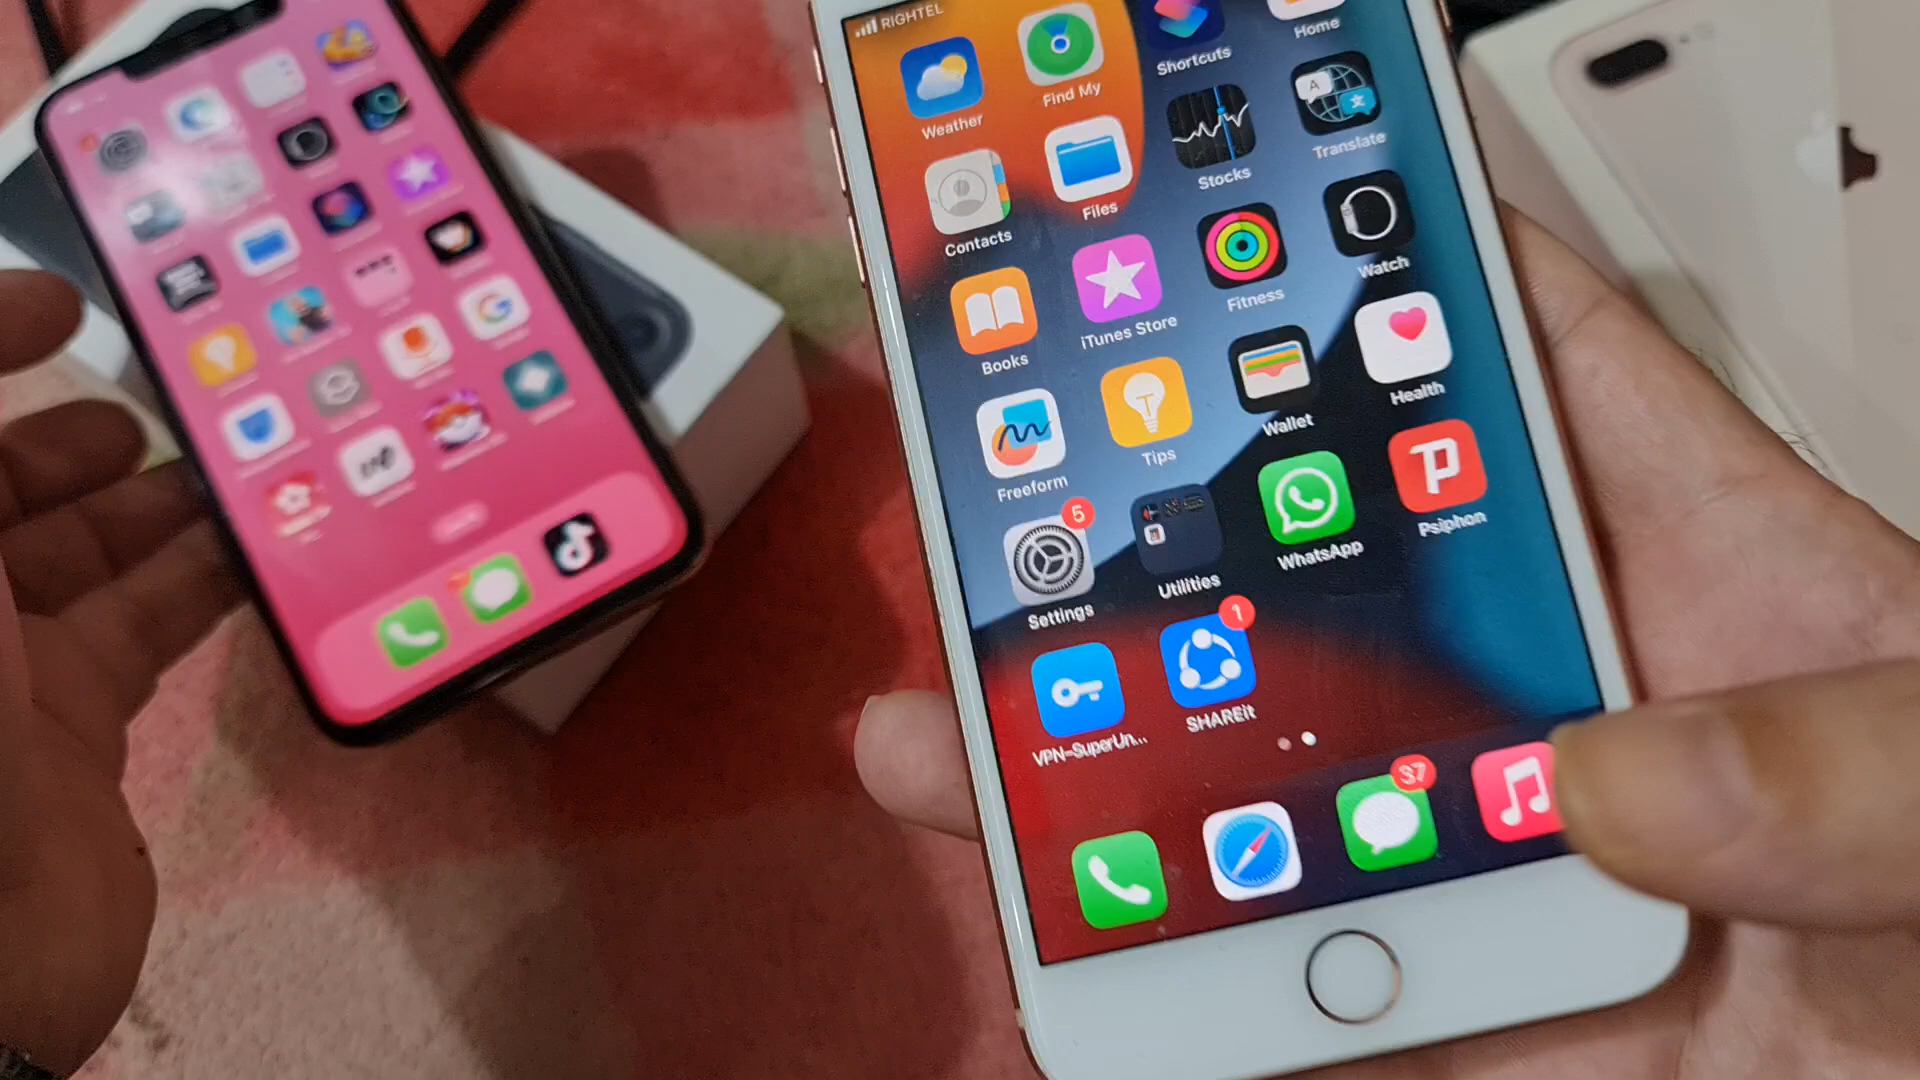 RIGHTEL
Weather
Find My
Shortcuts
Home
Contacts
Files
Stocks
Translate
Books
iTunes Store
Fitness
Watch
Freeform
Tips
Wallet
Health
5
Settings
Utilities
WhatsApp
Psiphon
VPN-SuperUn...
1
SHAREit
37